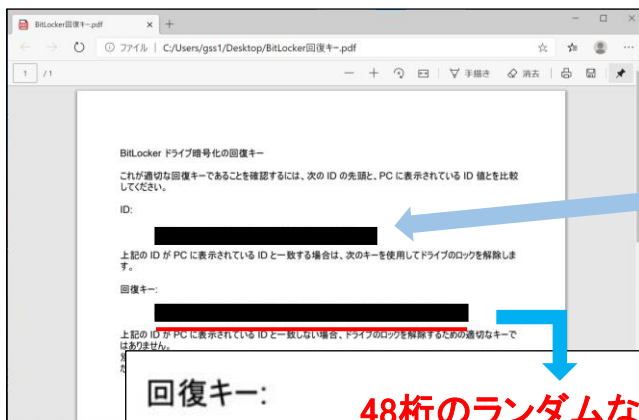 BitLocker回復キー.pdf
ファイル | C:/Users/gss1/Desktop/BitLocker回復キー.pdf
1 / 1
手描き 消去
BitLocker ドライブ暗号化の回復キー
これが適切な回復キーであることを確認するには、次の ID の先頭と、PC に表示されている ID 値とを比較
してください。
ID:
上記の ID が PC に表示されている ID と一致する場合は、次のキーを使用してドライブのロックを解除しま
す。
回復キー:
上記の ID が PC に表示されている ID と一致しない場合、ドライブのロックを解除するための適切なキーで
はありません。
回復キー:
48桁のランダムな